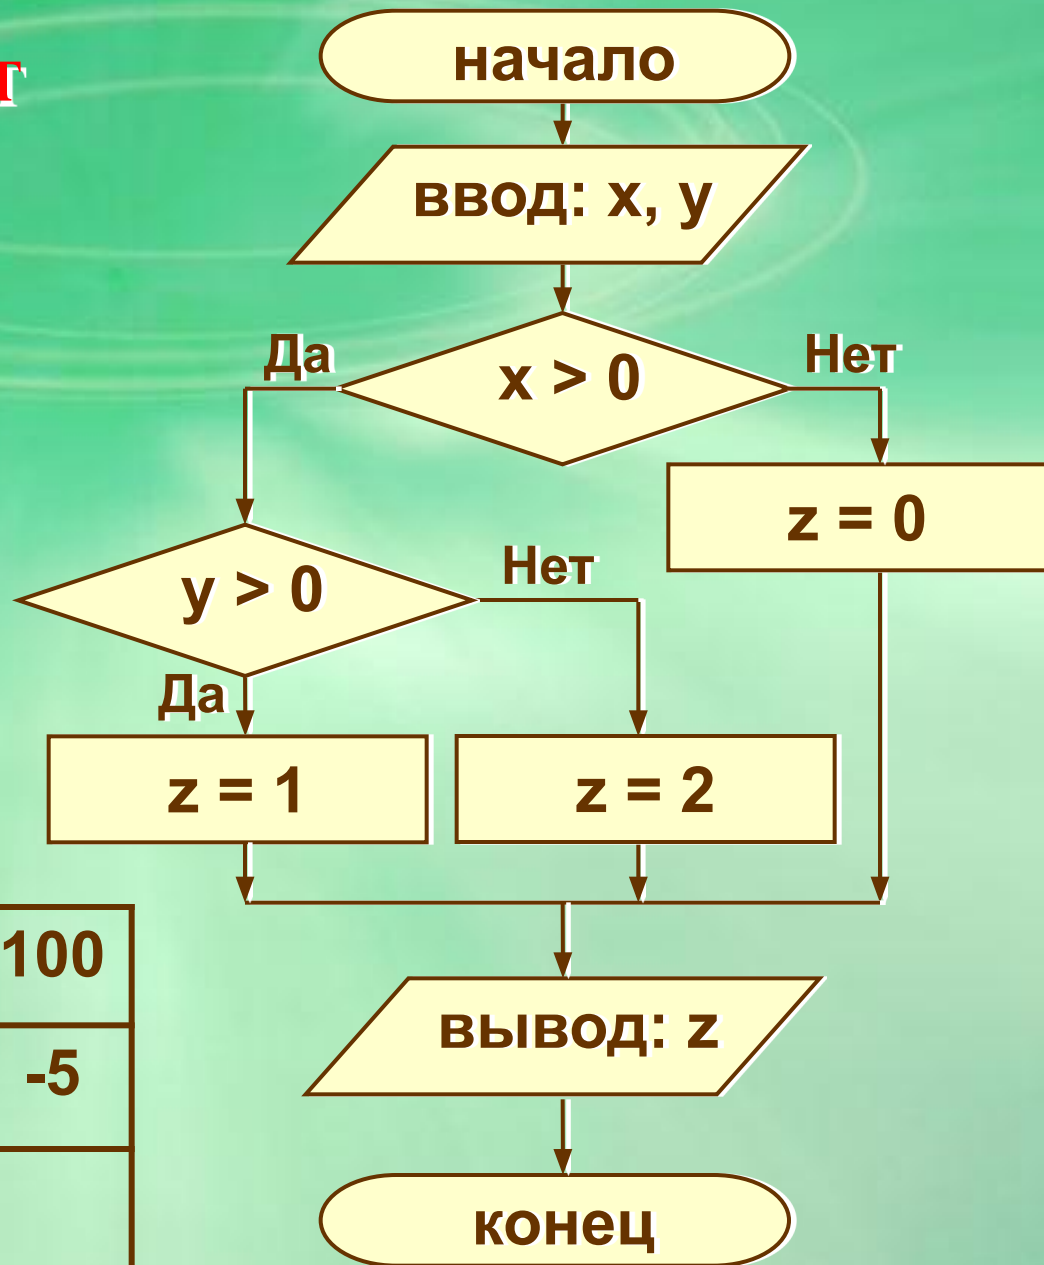 т
начало
ввод: x, y
Да
x > 0
Нет
z = 0
y > 0
Нет
Да
z = 1
z = 2
100
-5
вывод: z
конец